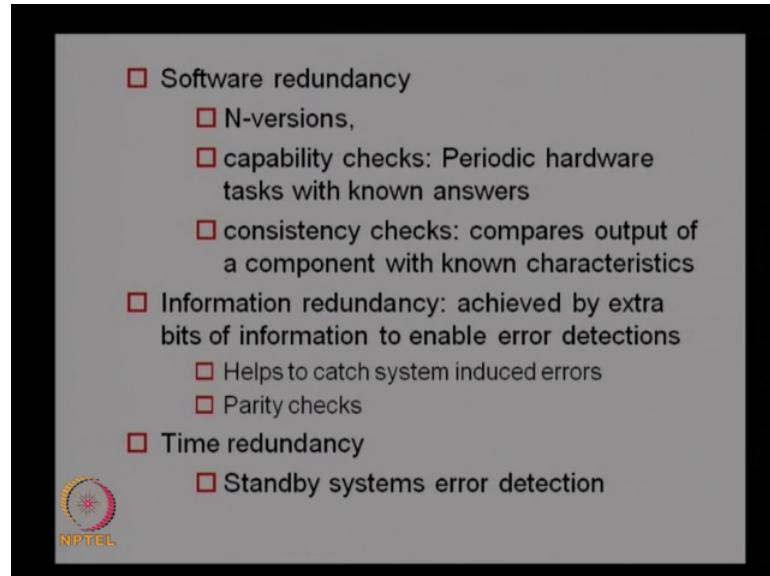 Software redundancy
N-versions,
capability checks: Periodic hardware
tasks with known answers
consistency checks: compares output of
a component with known characteristics
Information redundancy: achieved by extra
bits of information to enable error detections
Helps to catch system induced errors
Parity checks
Time redundancy
Standby systems error detection
NPTEL